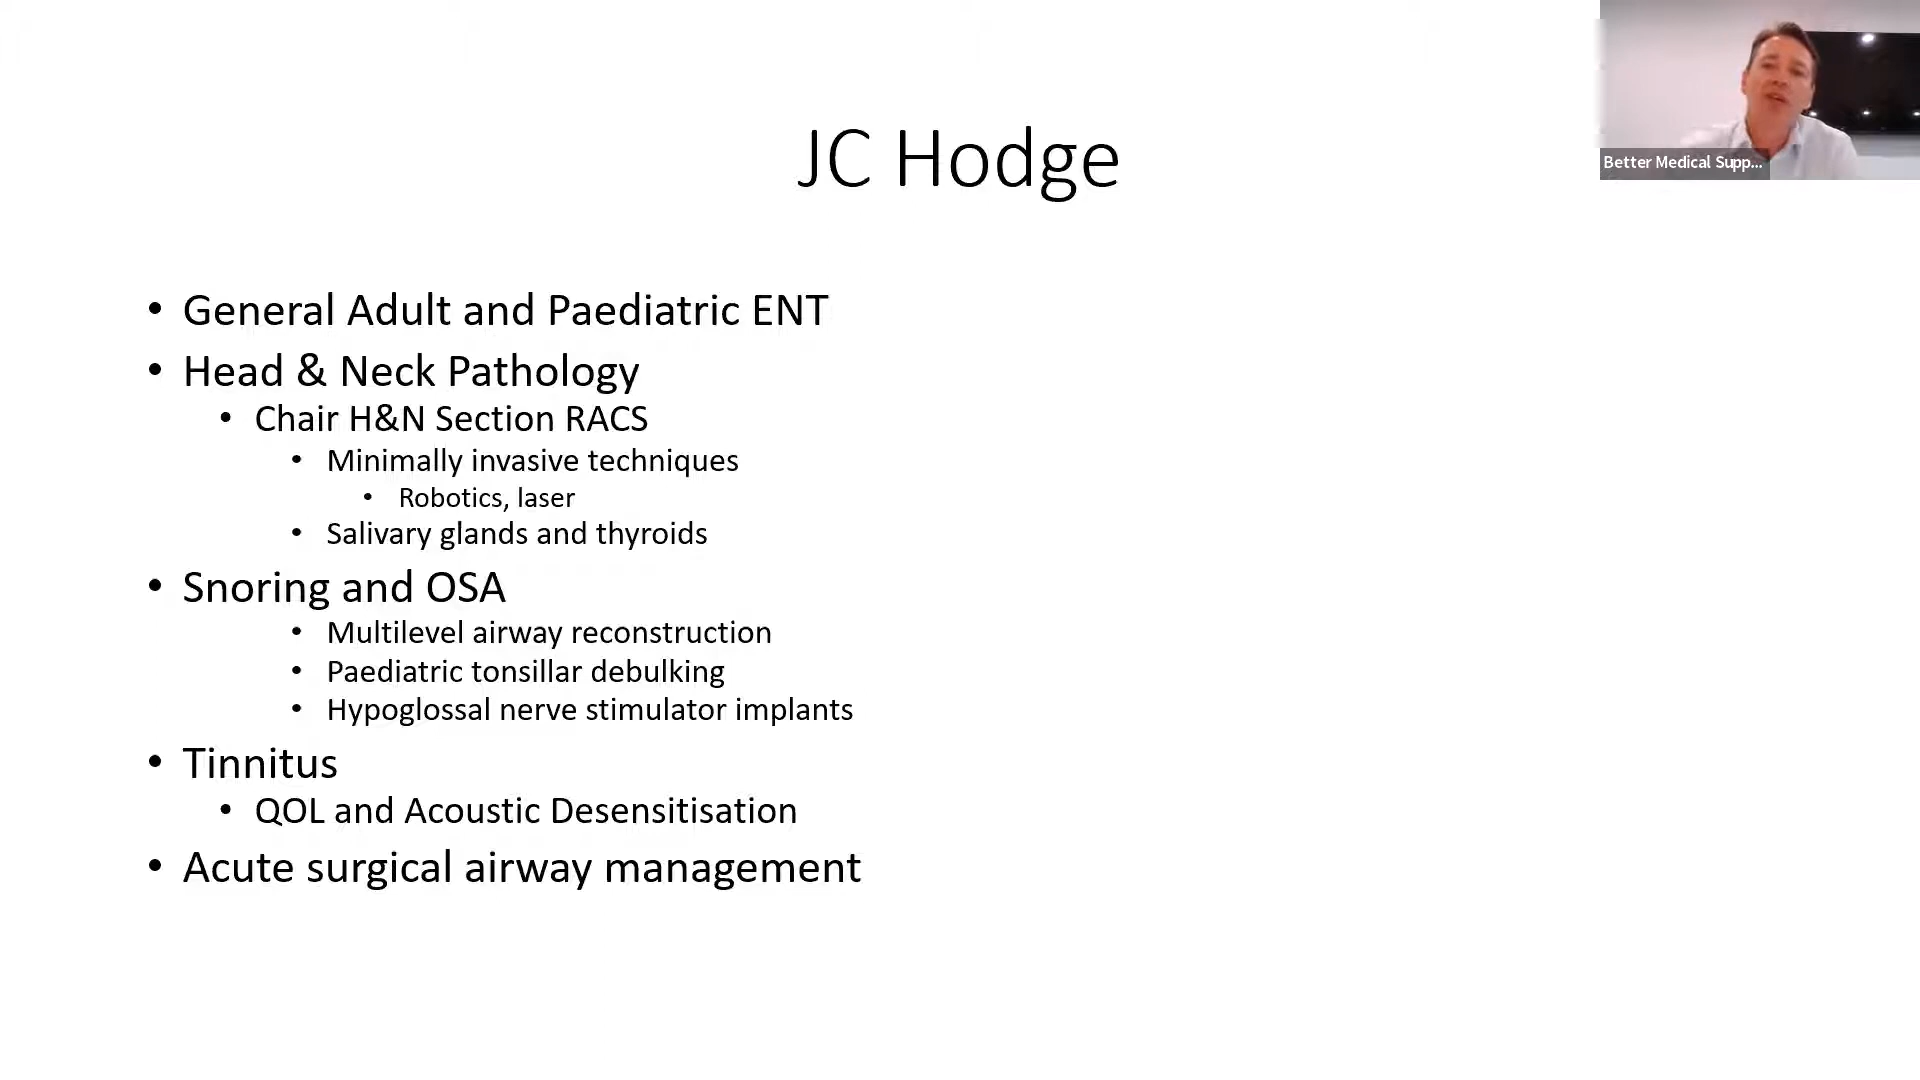 JC Hodge
Better Medical Supp...
• General Adult and Paediatric ENT
• Head & Neck Pathology
• Chair H&N Section RACS
• Minimally invasive techniques
• Robotics, laser
• Salivary glands and thyroids
• Snoring and OSA
• Multilevel airway reconstruction
• Paediatric tonsillar debulking
• Hypoglossal nerve stimulator implants
• Tinnitus
• QOL and Acoustic Desensitisation
• Acute surgical airway management